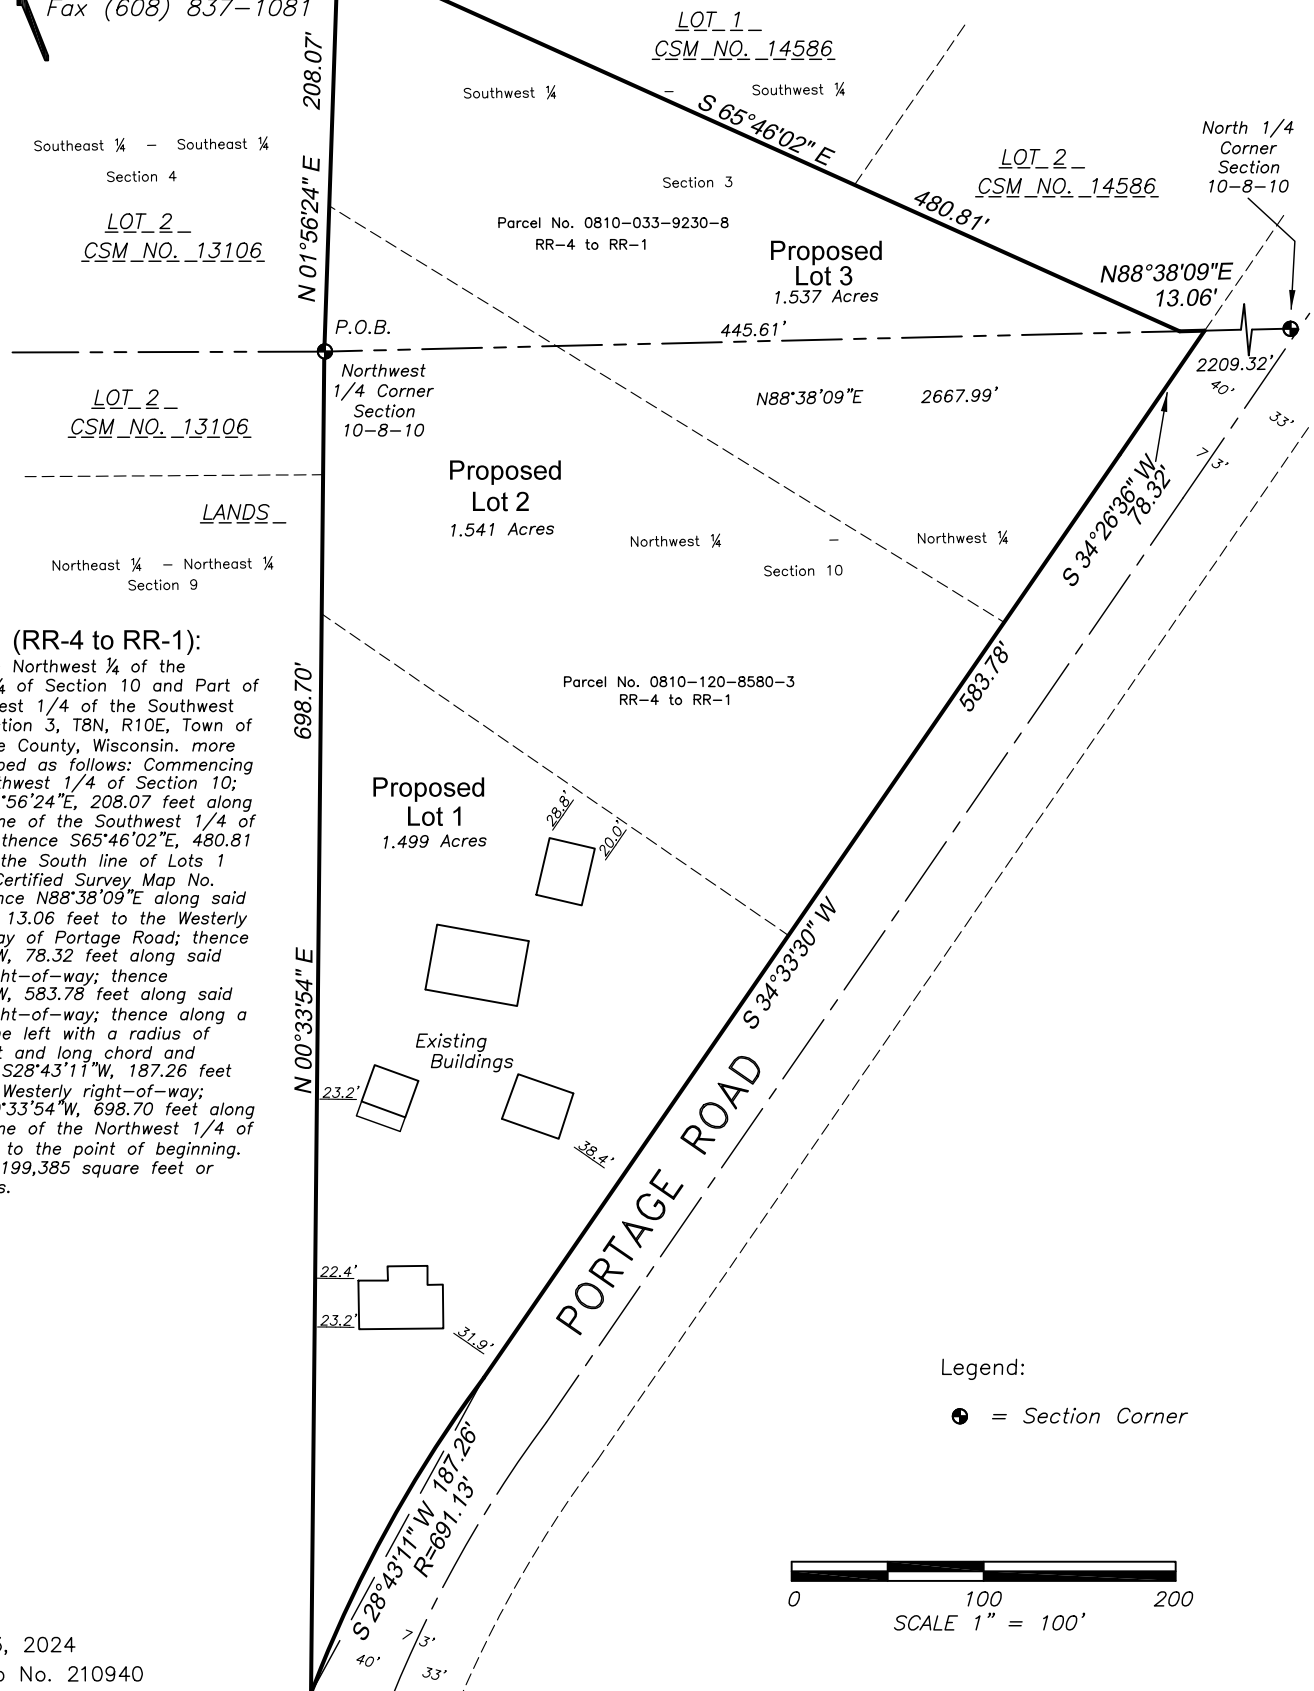 Fax (608) 837-1081
LOT 1
CSM NO. 14586
208.07'
Southwest ¼ - Southwest ¼
S 65°46'02" E
North 1/4
Corner
Section
10-8-10
Southeast ¼ - Southeast ¼
Section 4
LOT 2
CSM NO. 14586
Section 3
480.81'
LOT 2
CSM NO. 13106
N 01°56'24" E
Parcel No. 0810-033-9230-8
RR-4 to RR-1
Proposed
Lot 3
1.537 Acres
N88°38'09"E
13.06'
P.O.B.
445.61'
2209.32'
40'
33'
7 3'
Northwest
1/4 Corner
Section
10-8-10
N88°38'09"E 2667.99'
LOT 2
CSM NO. 13106
Proposed
Lot 2
1.541 Acres
S 34°26'36" W
78.32'
LANDS
Northwest ¼ - Northwest ¼
Section 10
Northeast ¼ - Northeast ¼
Section 9
(RR-4 to RR-1):
Northwest ¼ of the
¼ of Section 10 and Part of
est 1/4 of the Southwest
tion 3, T8N, R10E, Town of
e County, Wisconsin. more
bed as follows: Commencing
thwest 1/4 of Section 10;
°56'24"E, 208.07 feet along
ne of the Southwest 1/4 of
thence S65°46'02"E, 480.81
the South line of Lots 1
Certified Survey Map No.
nce N88°38'09"E along said
13.06 feet to the Westerly
ay of Portage Road; thence
W, 78.32 feet along said
ht-of-way; thence
W, 583.78 feet along said
ht-of-way; thence along a
he left with a radius of
t and long chord and
S28°43'11"W, 187.26 feet
Westerly right-of-way;
°33'54"W, 698.70 feet along
ne of the Northwest 1/4 of
to the point of beginning.
199,385 square feet or
s.
698.70'
583.78'
Parcel No. 0810-120-8580-3
RR-4 to RR-1
Proposed
Lot 1
1.499 Acres
28.8'
20.0'
S 34°33'30" W
N 00°33'54" E
Existing
Buildings
23.2'
38.4'
PORTAGE ROAD
22.4'
23.2'
31.9'
Legend:
= Section Corner
S 28°43'11" W 187.26'
R=691.13'
0 100 200
SCALE 1" = 100'
7 3'
40'
33'
, 2024
No. 210940